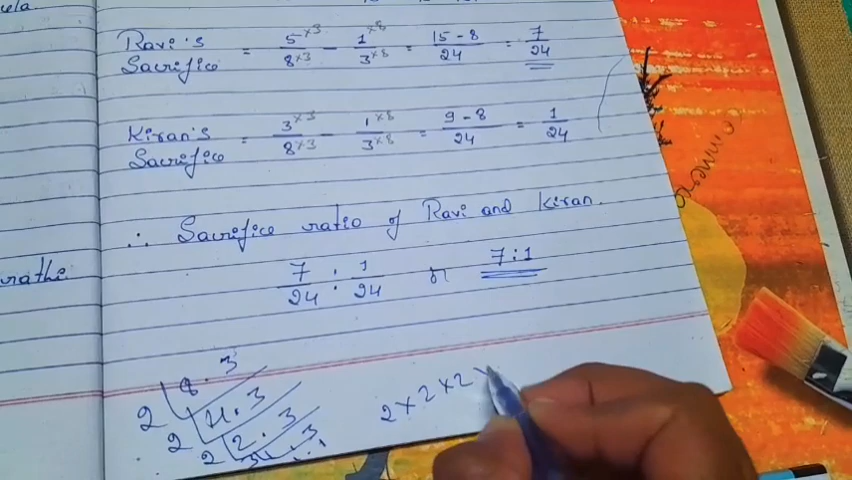 Ravi's Sacrifice = 5×3/8×3 - 1×8/3×8 = 15-8/24 = 7/24
Kiran's Sacrifice = 3×3/8×3 - 1×8/3×8 = 9-8/24 = 1/24
∴ Sacrifice ratio of Ravi and Kiran.
7/24 : 1/24 or 7:1
8.3
2 4.3
2 2.3
2
2×2×2×